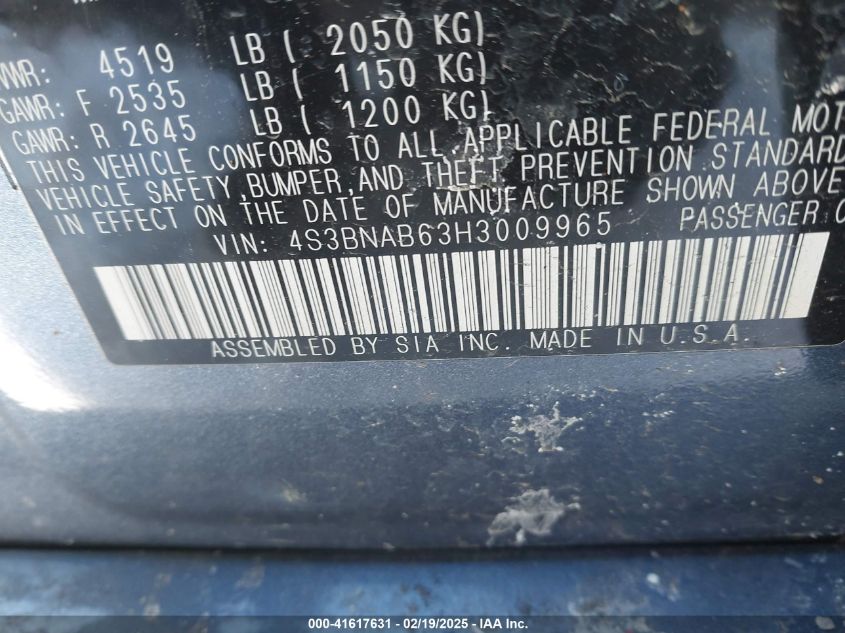 4519 LB ( 2050 KG)
GAWR: F 2535 LB ( 1150 KG)
GAWR: R 2645 LB ( 1200 KG)
THIS VEHICLE CONFORMS TO ALL APPLICABLE FEDERAL
VEHICLE SAFETY, BUMPER, AND THEFT PREVENTION STANDARD
IN EFFECT ON THE DATE OF MANUFACTURE SHOWN ABOVE
VIN: 4S3BNAB63H3009965 PASSENGER
ASSEMBLED BY SIA INC. MADE IN U.S.A.
000-41617631 - 02/19/2025 - IAA Inc.